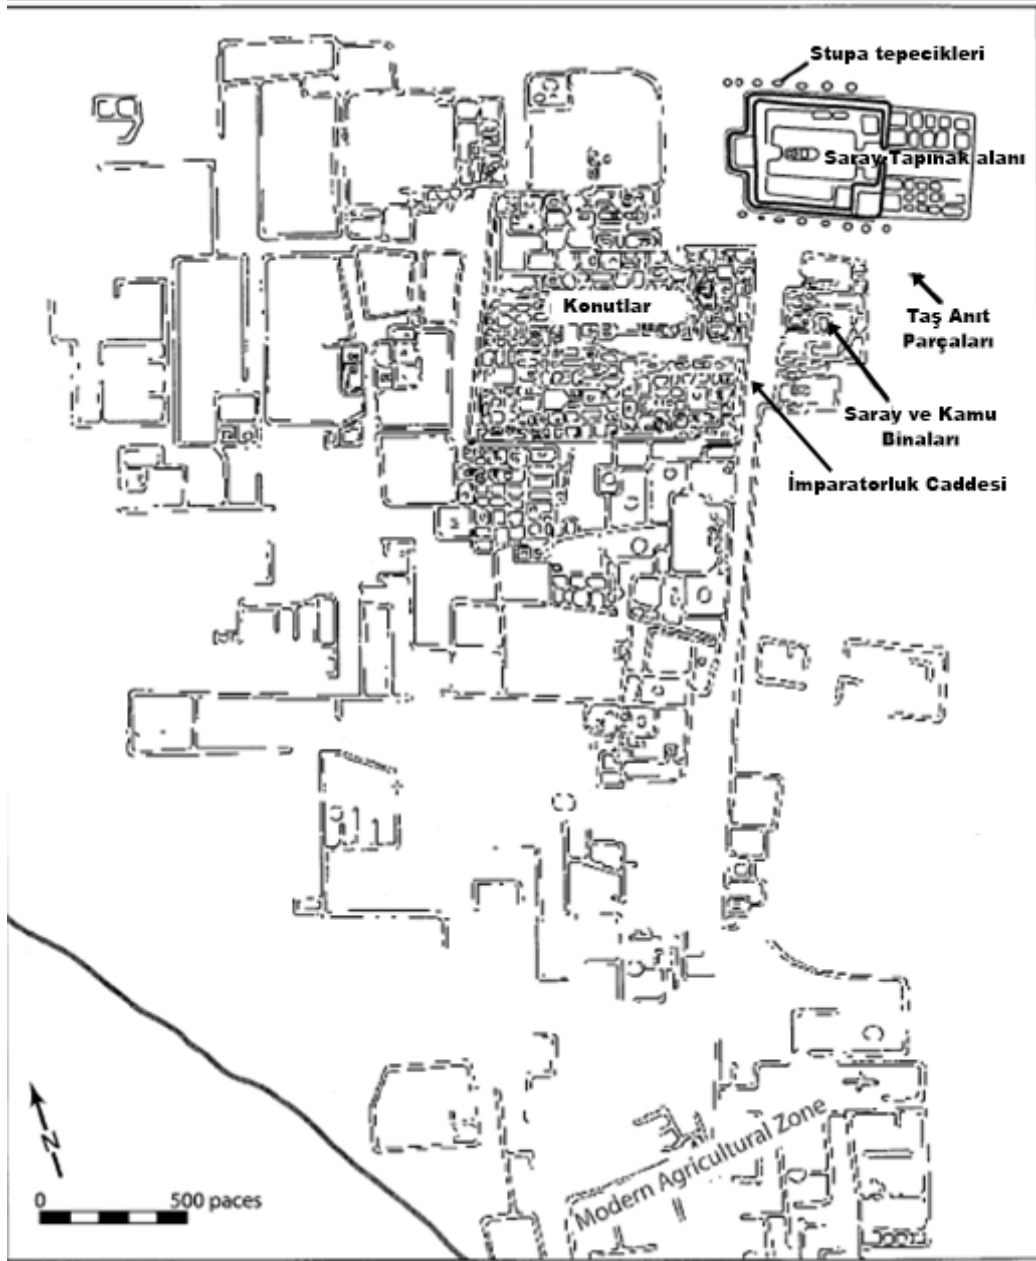 Stupa tepecikleri
Saray-Tapınak alanı
Konutlar
Taş Anıt
Parçaları
Saray ve Kamu
Binaları
İmparatorluk Caddesi
Modern Agricultural Zone
N
0 500 paces